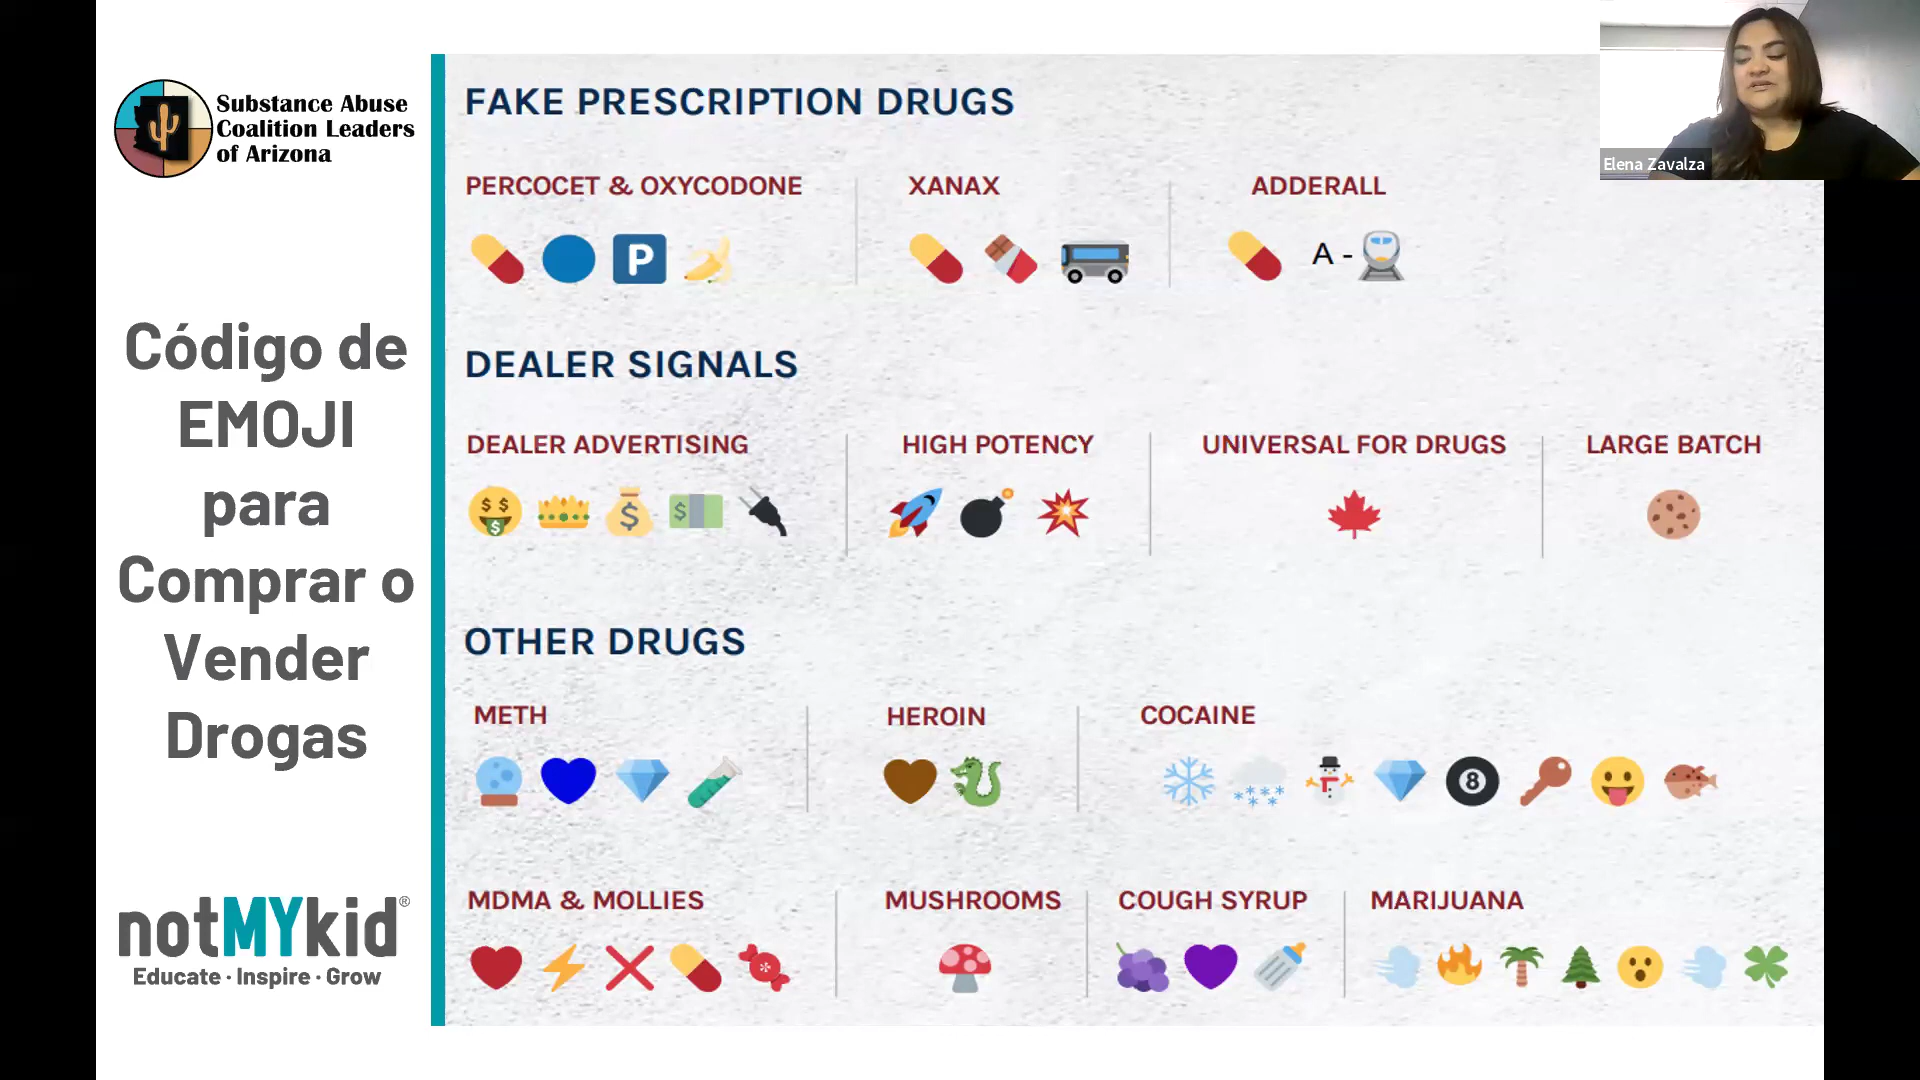 Substance Abuse
Coalition Leaders
of Arizona
Código de
EMOJI
para
Comprar o
Vender
Drogas
notMYkid®
Educate · Inspire · Grow
FAKE PRESCRIPTION DRUGS
PERCOCET & OXYCODONE
XANAX
ADDERALL
P
A -
DEALER SIGNALS
DEALER ADVERTISING
HIGH POTENCY
UNIVERSAL FOR DRUGS
LARGE BATCH
$ $
$
$
$
OTHER DRUGS
METH
HEROIN
COCAINE
8
MDMA & MOLLIES
MUSHROOMS
COUGH SYRUP
MARIJUANA
Elena Zavalza